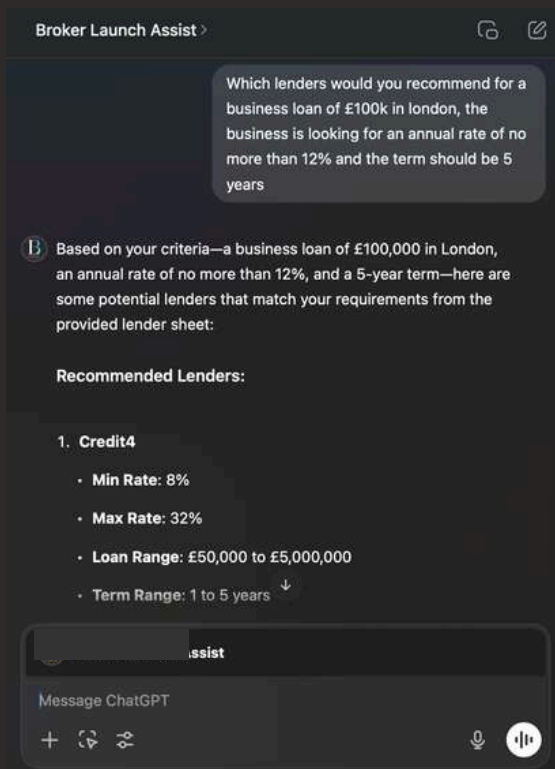 Broker Launch Assist >
Which lenders would you recommend for a
business loan of £100k in london, the
business is looking for an annual rate of no
more than 12% and the term should be 5
years
B
Based on your criteria—a business loan of £100,000 in London,
an annual rate of no more than 12%, and a 5-year term—here are
some potential lenders that match your requirements from the
provided lender sheet:
Recommended Lenders:
1. Credit4
• Min Rate: 8%
• Max Rate: 32%
• Loan Range: £50,000 to £5,000,000
• Term Range: 1 to 5 years
ssist
Message ChatGPT